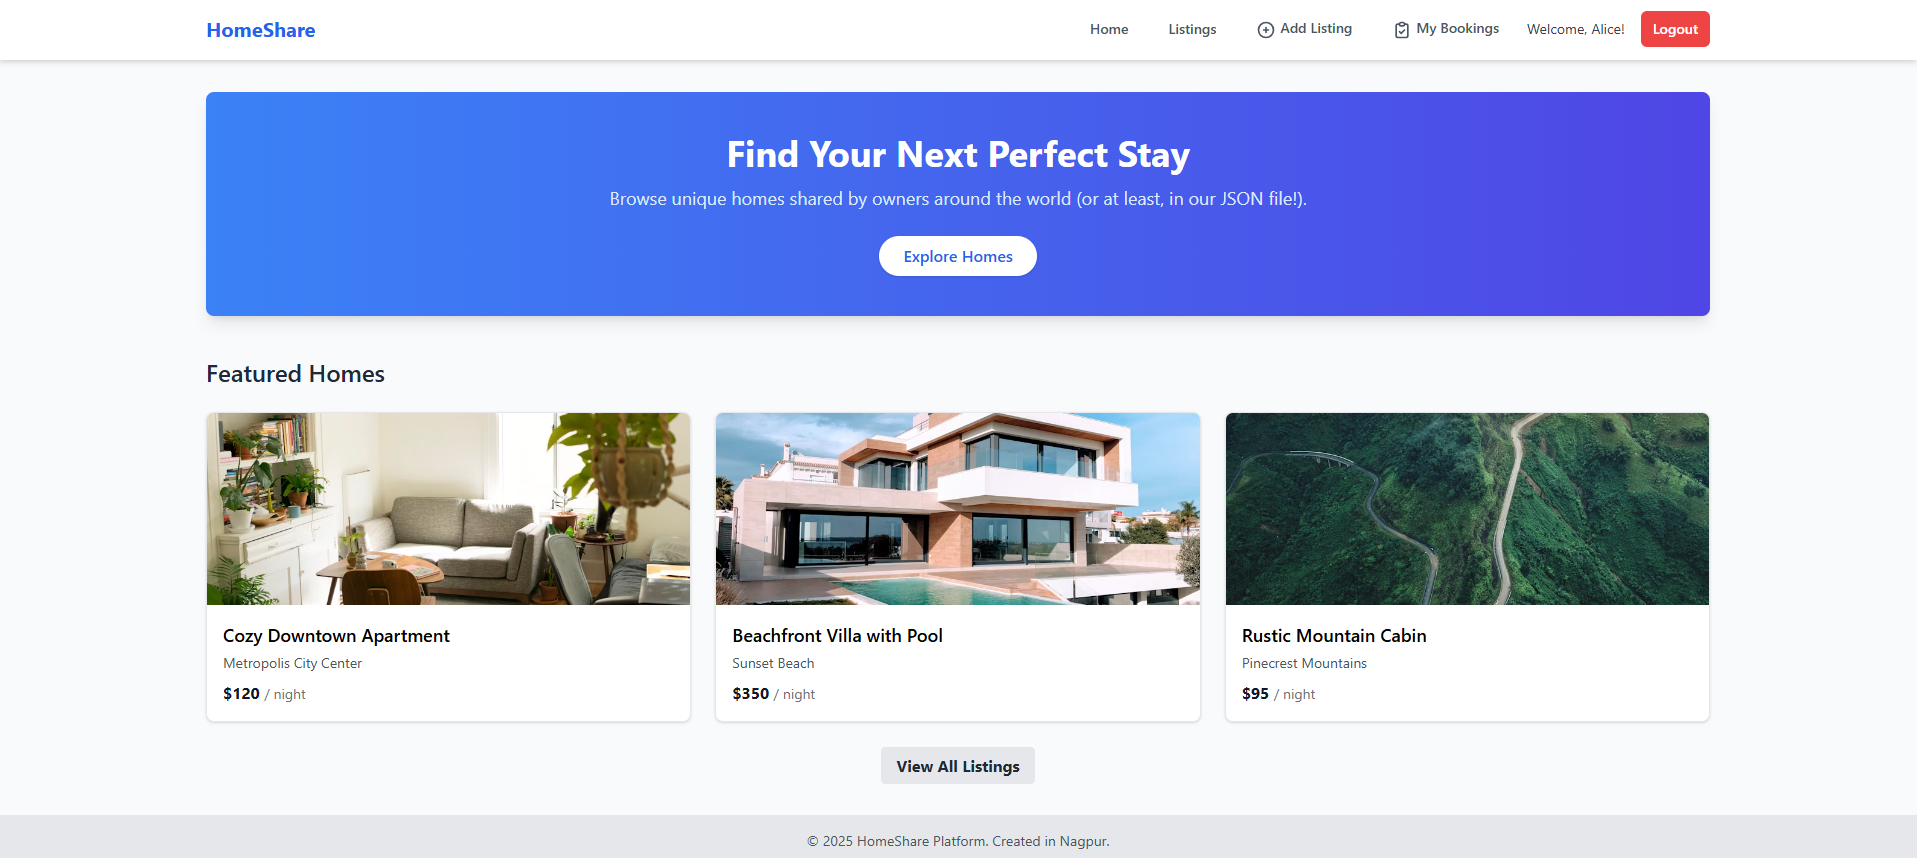 HomeShare
Home
Listings
Add Listing
My Bookings
Welcome, Alice!
Logout
Find Your Next Perfect Stay
Browse unique homes shared by owners around the world (or at least, in our JSON file!).
Explore Homes
Featured Homes
Cozy Downtown Apartment
Metropolis City Center
$120 / night
Beachfront Villa with Pool
Sunset Beach
$350 / night
Rustic Mountain Cabin
Pinecrest Mountains
$95 / night
View All Listings
© 2025 HomeShare Platform. Created in Nagpur.